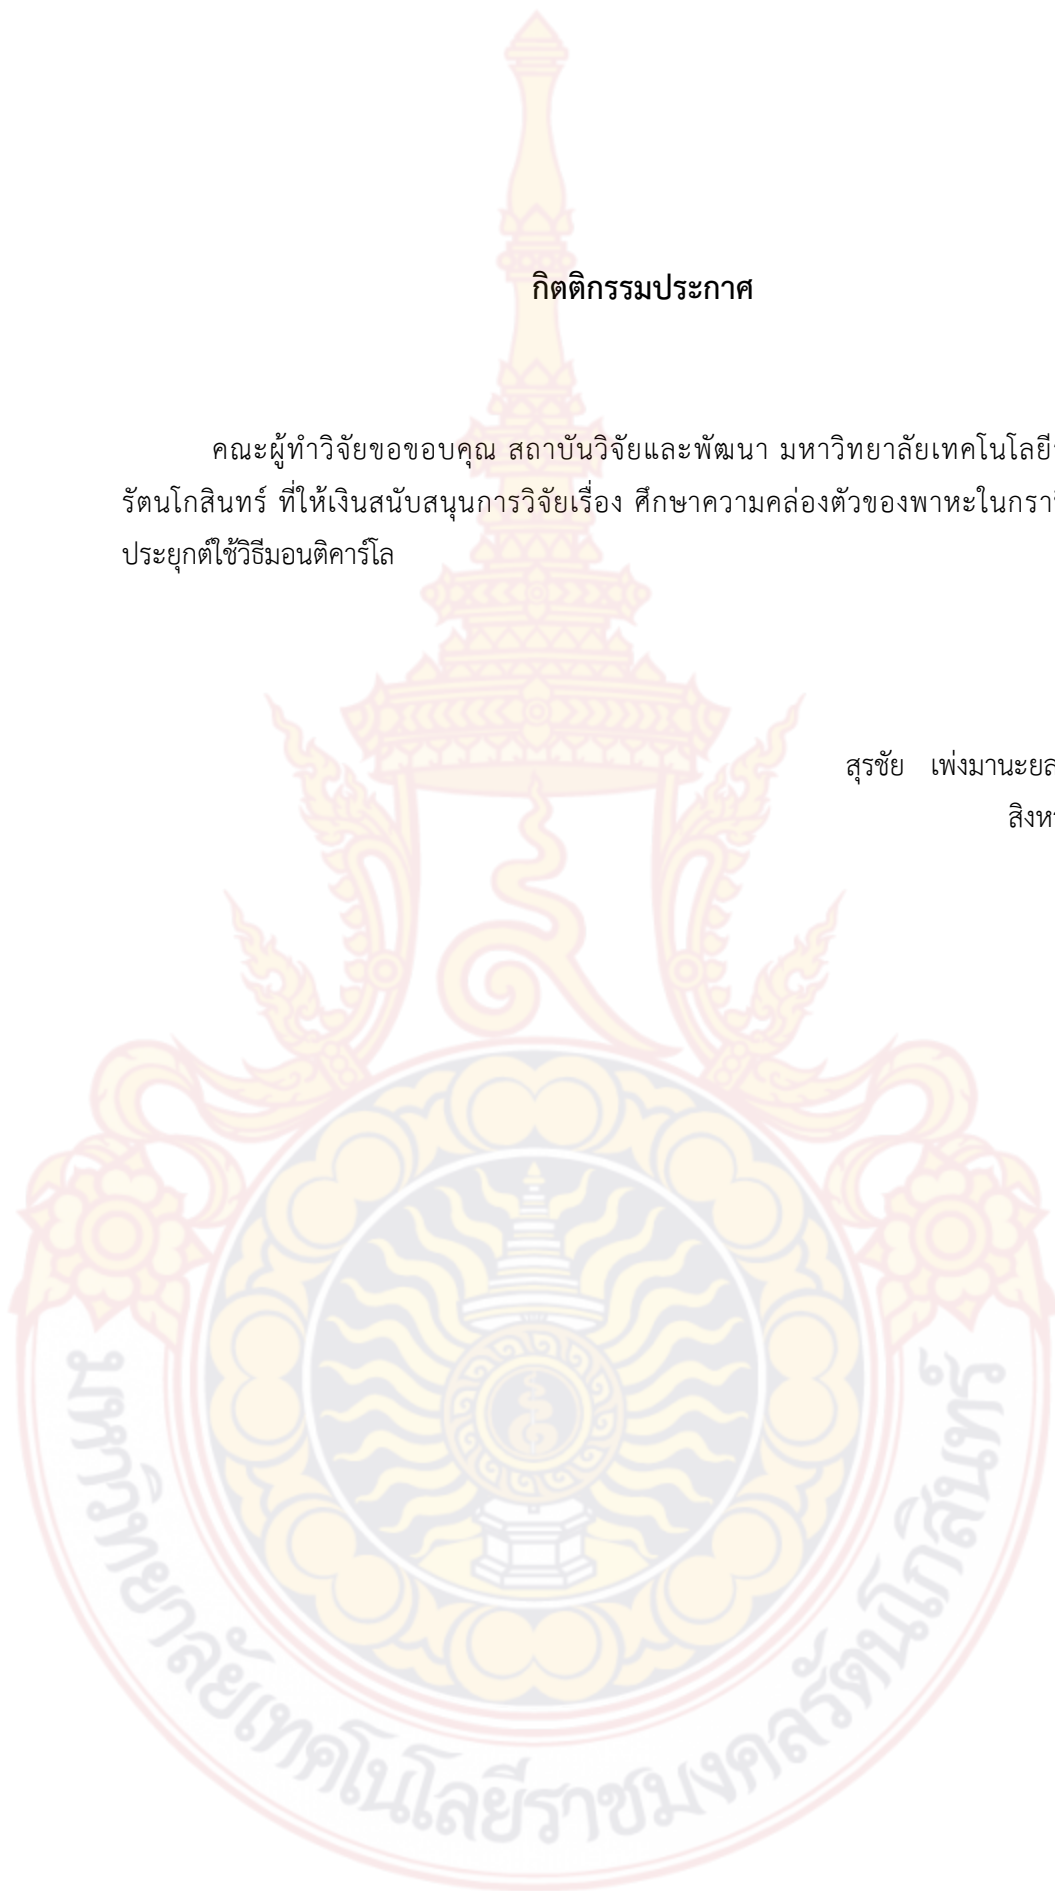 กิตติกรรมประกาศ
คณะผู้ทำวิจัยขอขอบคุณ สถาบันวิจัยและพัฒนา มหาวิทยาลัยเทคโนโลยี
รัตนโกสินทร์ ที่ให้เงินสนับสนุนการวิจัยเรื่อง ศึกษาความคล่องตัวของพาหะใน
ประยุกต์ใช้วิธีมอนติคาร์โล
สุรชัย เพ่งมานะยล
สิงห
มหาวิทยาลัยเทคโนโลยีราชมงคลรัตนโกสินทร์